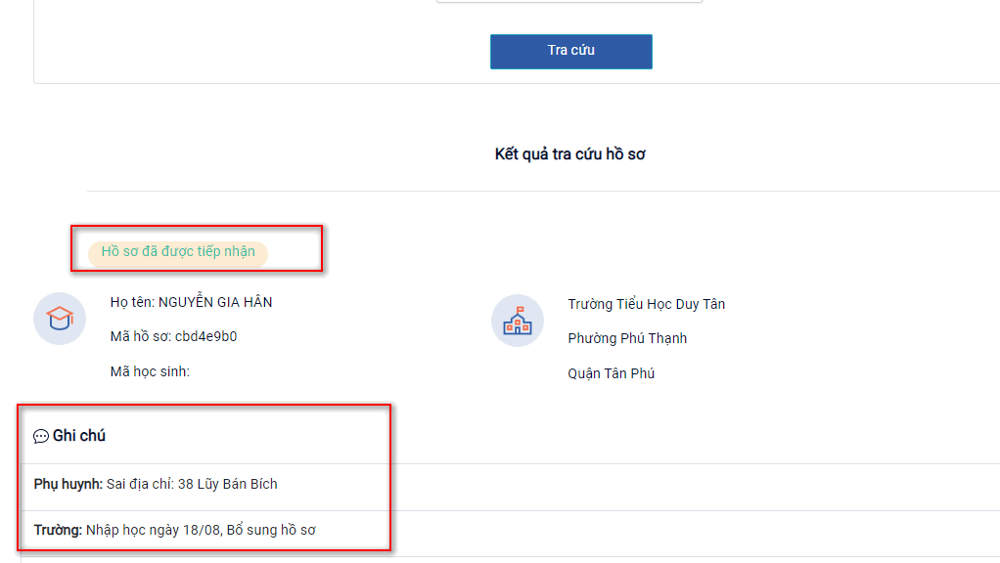 Tra cứu
Kết quả tra cứu hồ sơ
Hồ sơ đã được tiếp nhận
Họ tên: NGUYỄN GIA HÂN
Mã hồ sơ: cbd4e9b0
Mã học sinh:
Trường Tiểu Học Duy Tân
Phường Phú Thạnh
Quận Tân Phú
Ghi chú
Phụ huynh: Sai địa chỉ: 38 Lũy Bán Bích
Trường: Nhập học ngày 18/08, Bổ sung hồ sơ